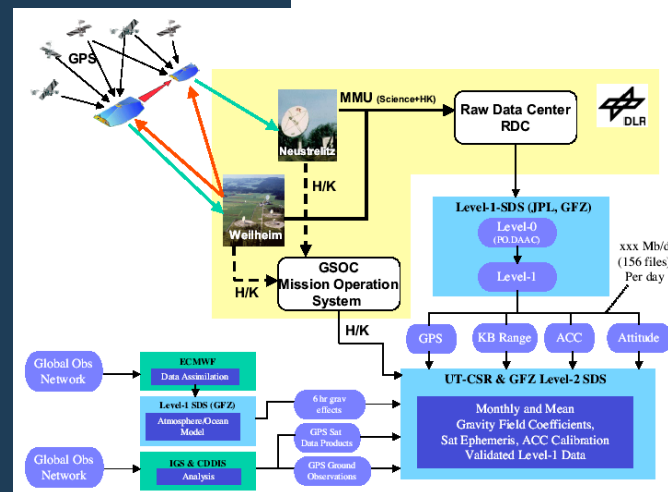 GPS
MMU (Science+HK)
Raw Data Center
RDC
DLR
Neustrelitz
H/K
Weilheim
H/K
GSOC
Mission Operation
System
H/K
Level-1-SDS (JPL, GFZ)
Level-0
(PO.DAAC)
Level-1
xxx Mb/d
(156 files)
Per day
GPS
KB Range
ACC
Attitude
Global Obs
Network
ECMWF
Data Assimilation
Level-1 SDS (GFZ)
Atmosphere/Ocean
Model
6 hr grav
effects
GPS Sat
Data Products
Global Obs
Network
IGS & CDDIS
Analysis
GPS Ground
Observations
UT-CSR & GFZ Level-2 SDS
Monthly and Mean
Gravity Field Coefficients,
Sat Ephemeris, ACC Calibration
Validated Level-1 Data